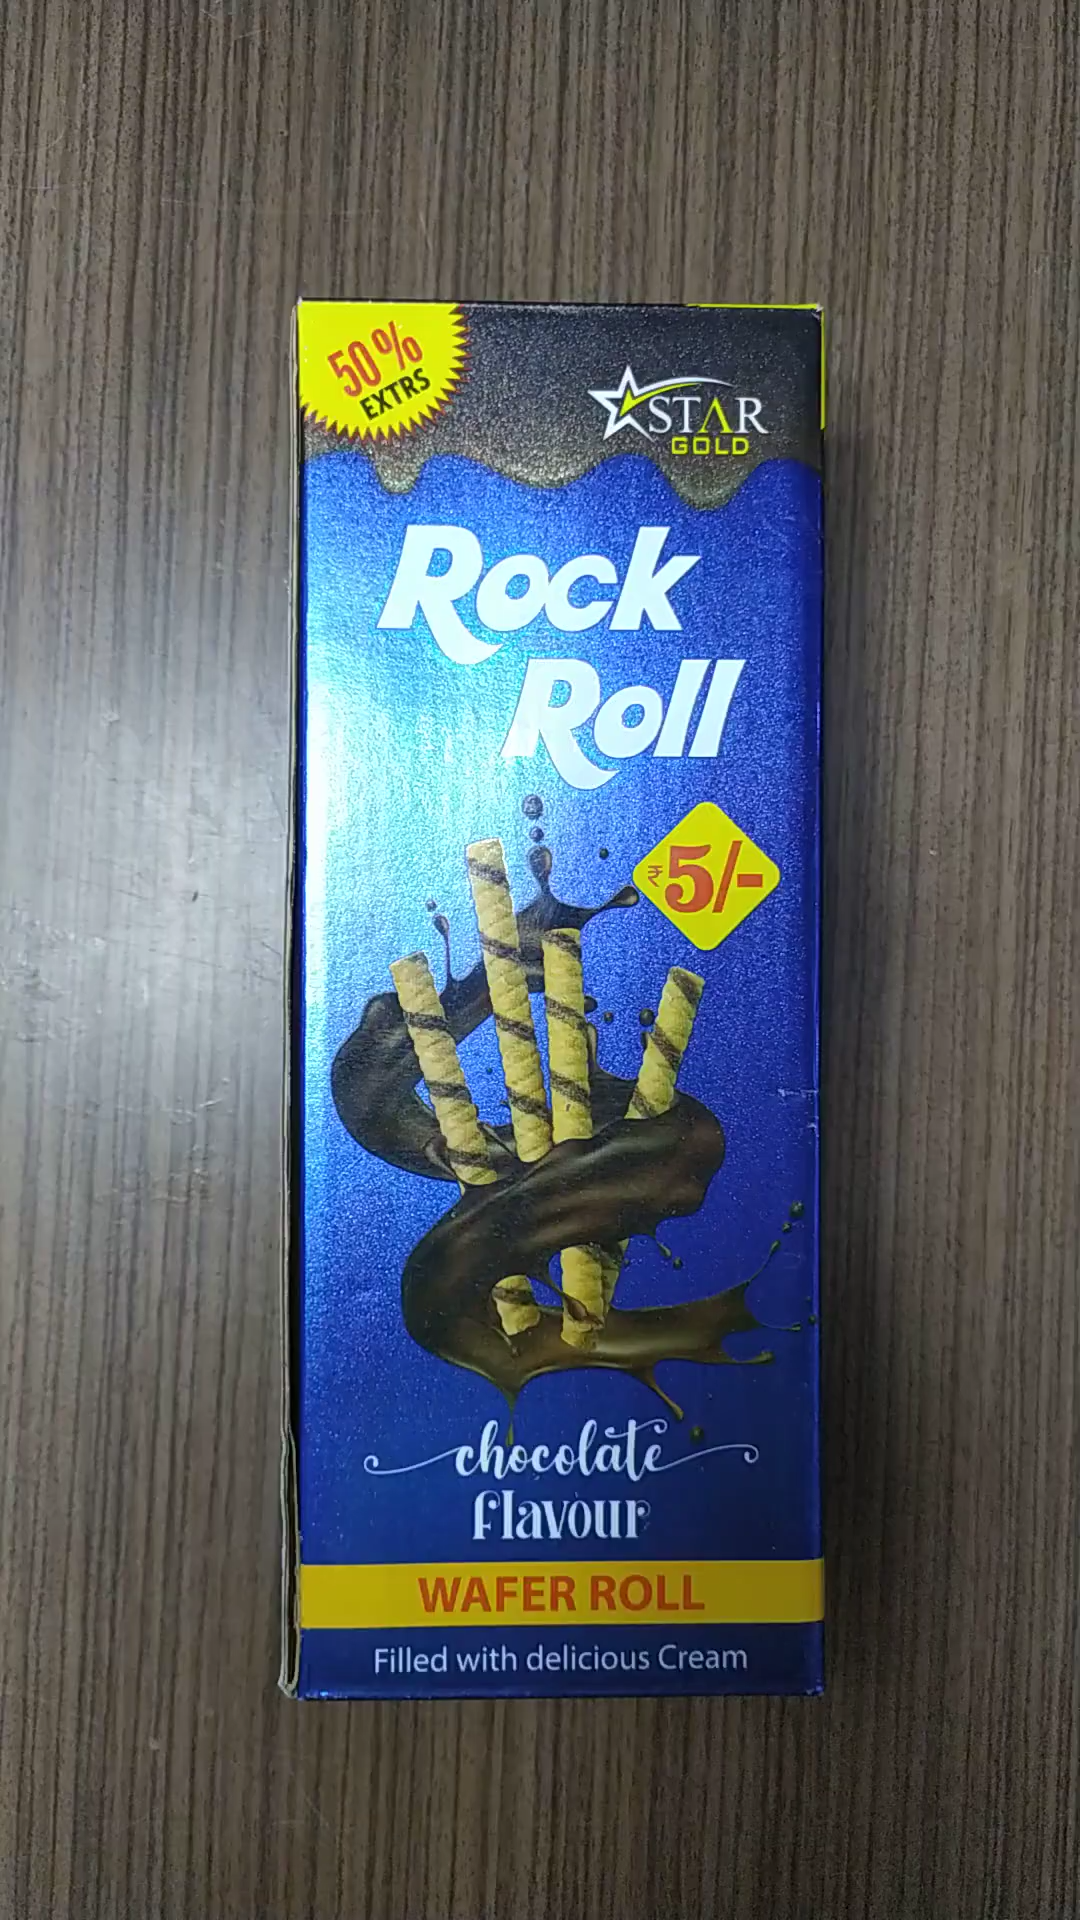 50%
EXTRS
STAR
GOLD
Rock
Roll
₹5/-
chocolate
flavour
WAFER ROLL
Filled with delicious Cream